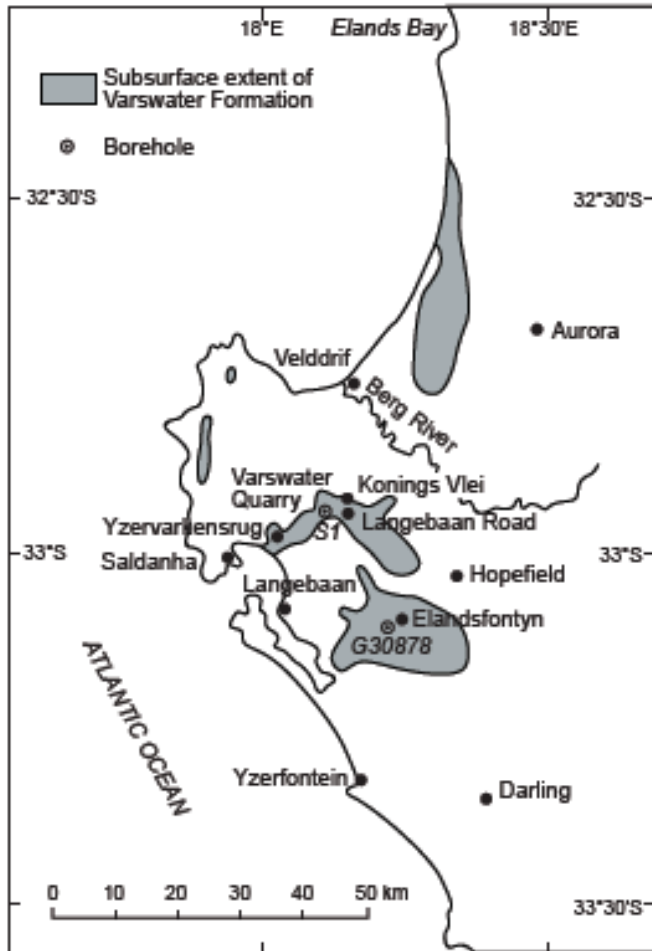 18°E
Elands Bay
18°30'E
Subsurface extent of
Varswater Formation
Borehole
32°30'S
32°30'S
Aurora
Velddrif
Berg River
Varswater
Quarry
Konings Vlei
S1
Langebaan Road
Yzervarkensrug
33°S
Saldanha
33°S
Hopefield
Langebaan
Elandsfontyn
G30878
ATLANTIC OCEAN
Yzerfontein
Darling
0 10 20 30 40 50 km
33°30'S